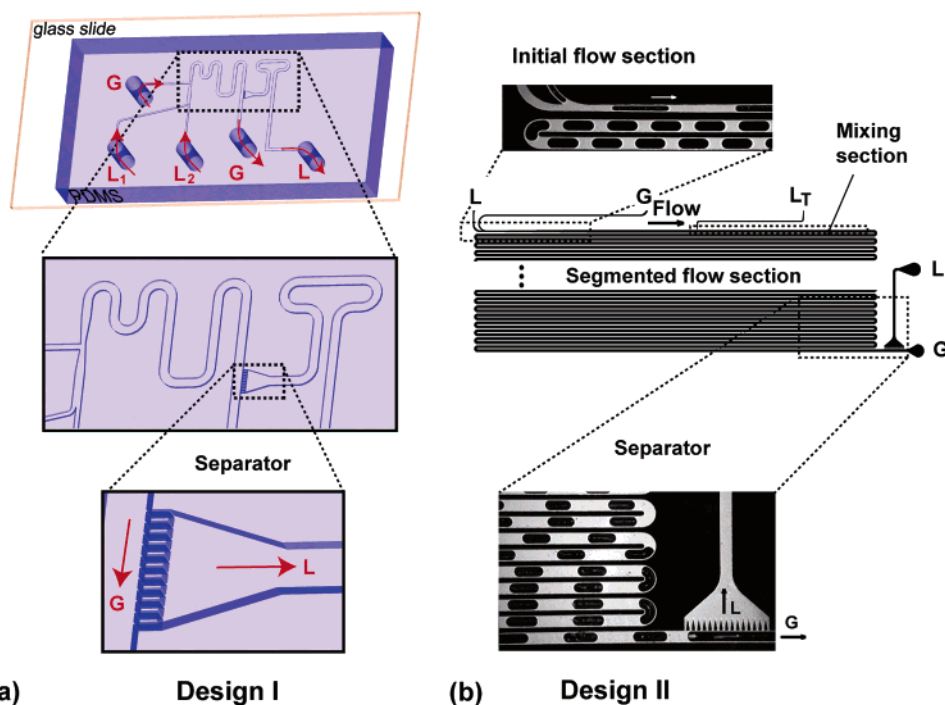 glass slide
G
L1
L2
G
L
PDMS
Separator
G
L
a)
Design I
Initial flow section
Mixing section
L
G
Flow
LT
Segmented flow section
L
G
Separator
L
G
(b)
Design II